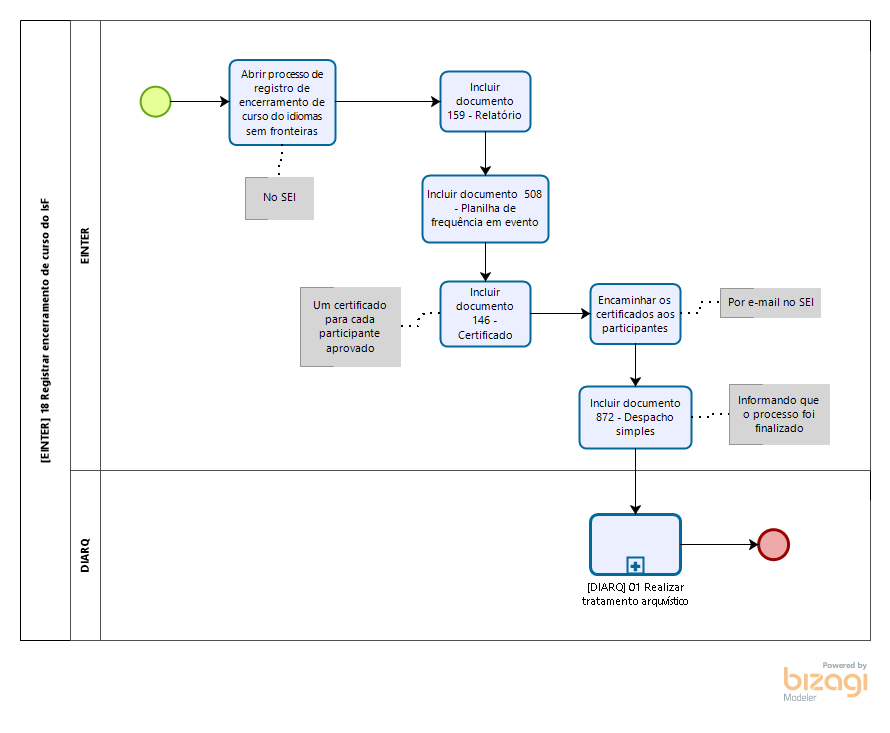 [EINTER] 18 Registrar encerramento de curso do IsF
EINTER
Abrir processo de
registro de
encerramento de
curso do idiomas
sem fronteiras
No SEI
Incluir
documento
159 - Relatório
Incluir documento 508
- Planilha de
frequência em evento
Um certificado
para cada
participante
aprovado
Incluir
documento
146 -
Certificado
Encaminhar os
certificados aos
participantes
Por e-mail no SEI
Incluir documento
872 - Despacho
simples
Informando que
o processo foi
finalizado
DIARQ
[DIARQ] 01 Realizar
tratamento arquvístico
Powered by
bizagi
Modeler